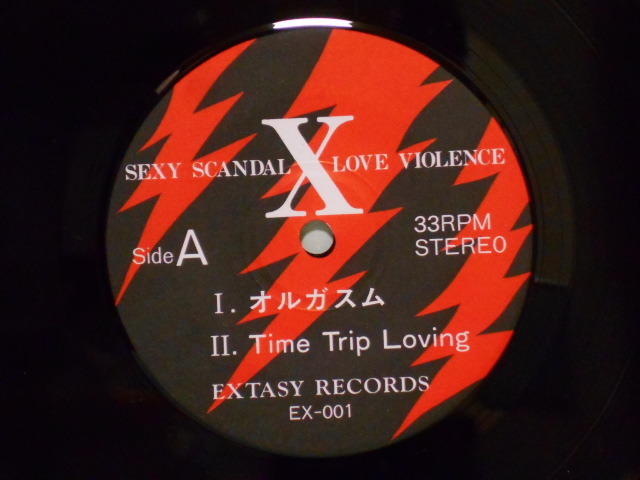 X
SEXY SCANDAL LOVE VIOLENCE
Side A
33RPM
STEREO
I. オルガスム
II. Time Trip Loving
EXTASY RECORDS
EX-001